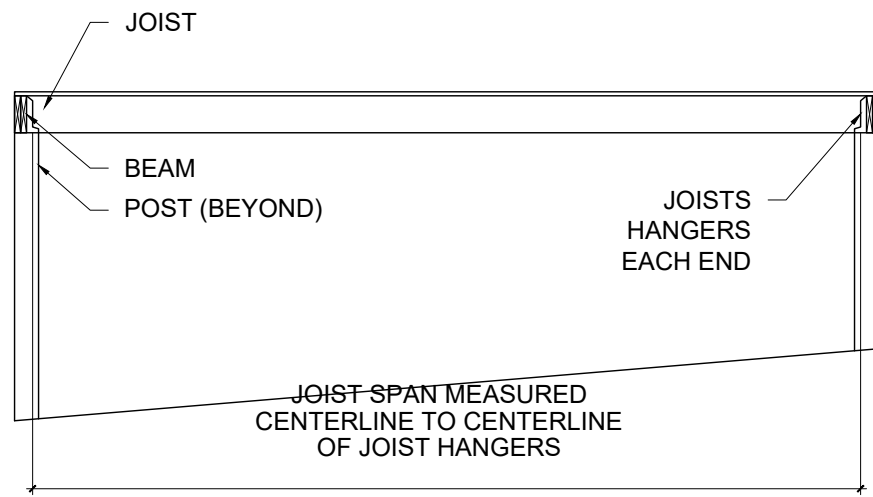 JOIST
BEAM
POST (BEYOND)
JOISTS
HANGERS
EACH END
JOIST SPAN MEASURED
CENTERLINE TO CENTERLINE
OF JOIST HANGERS